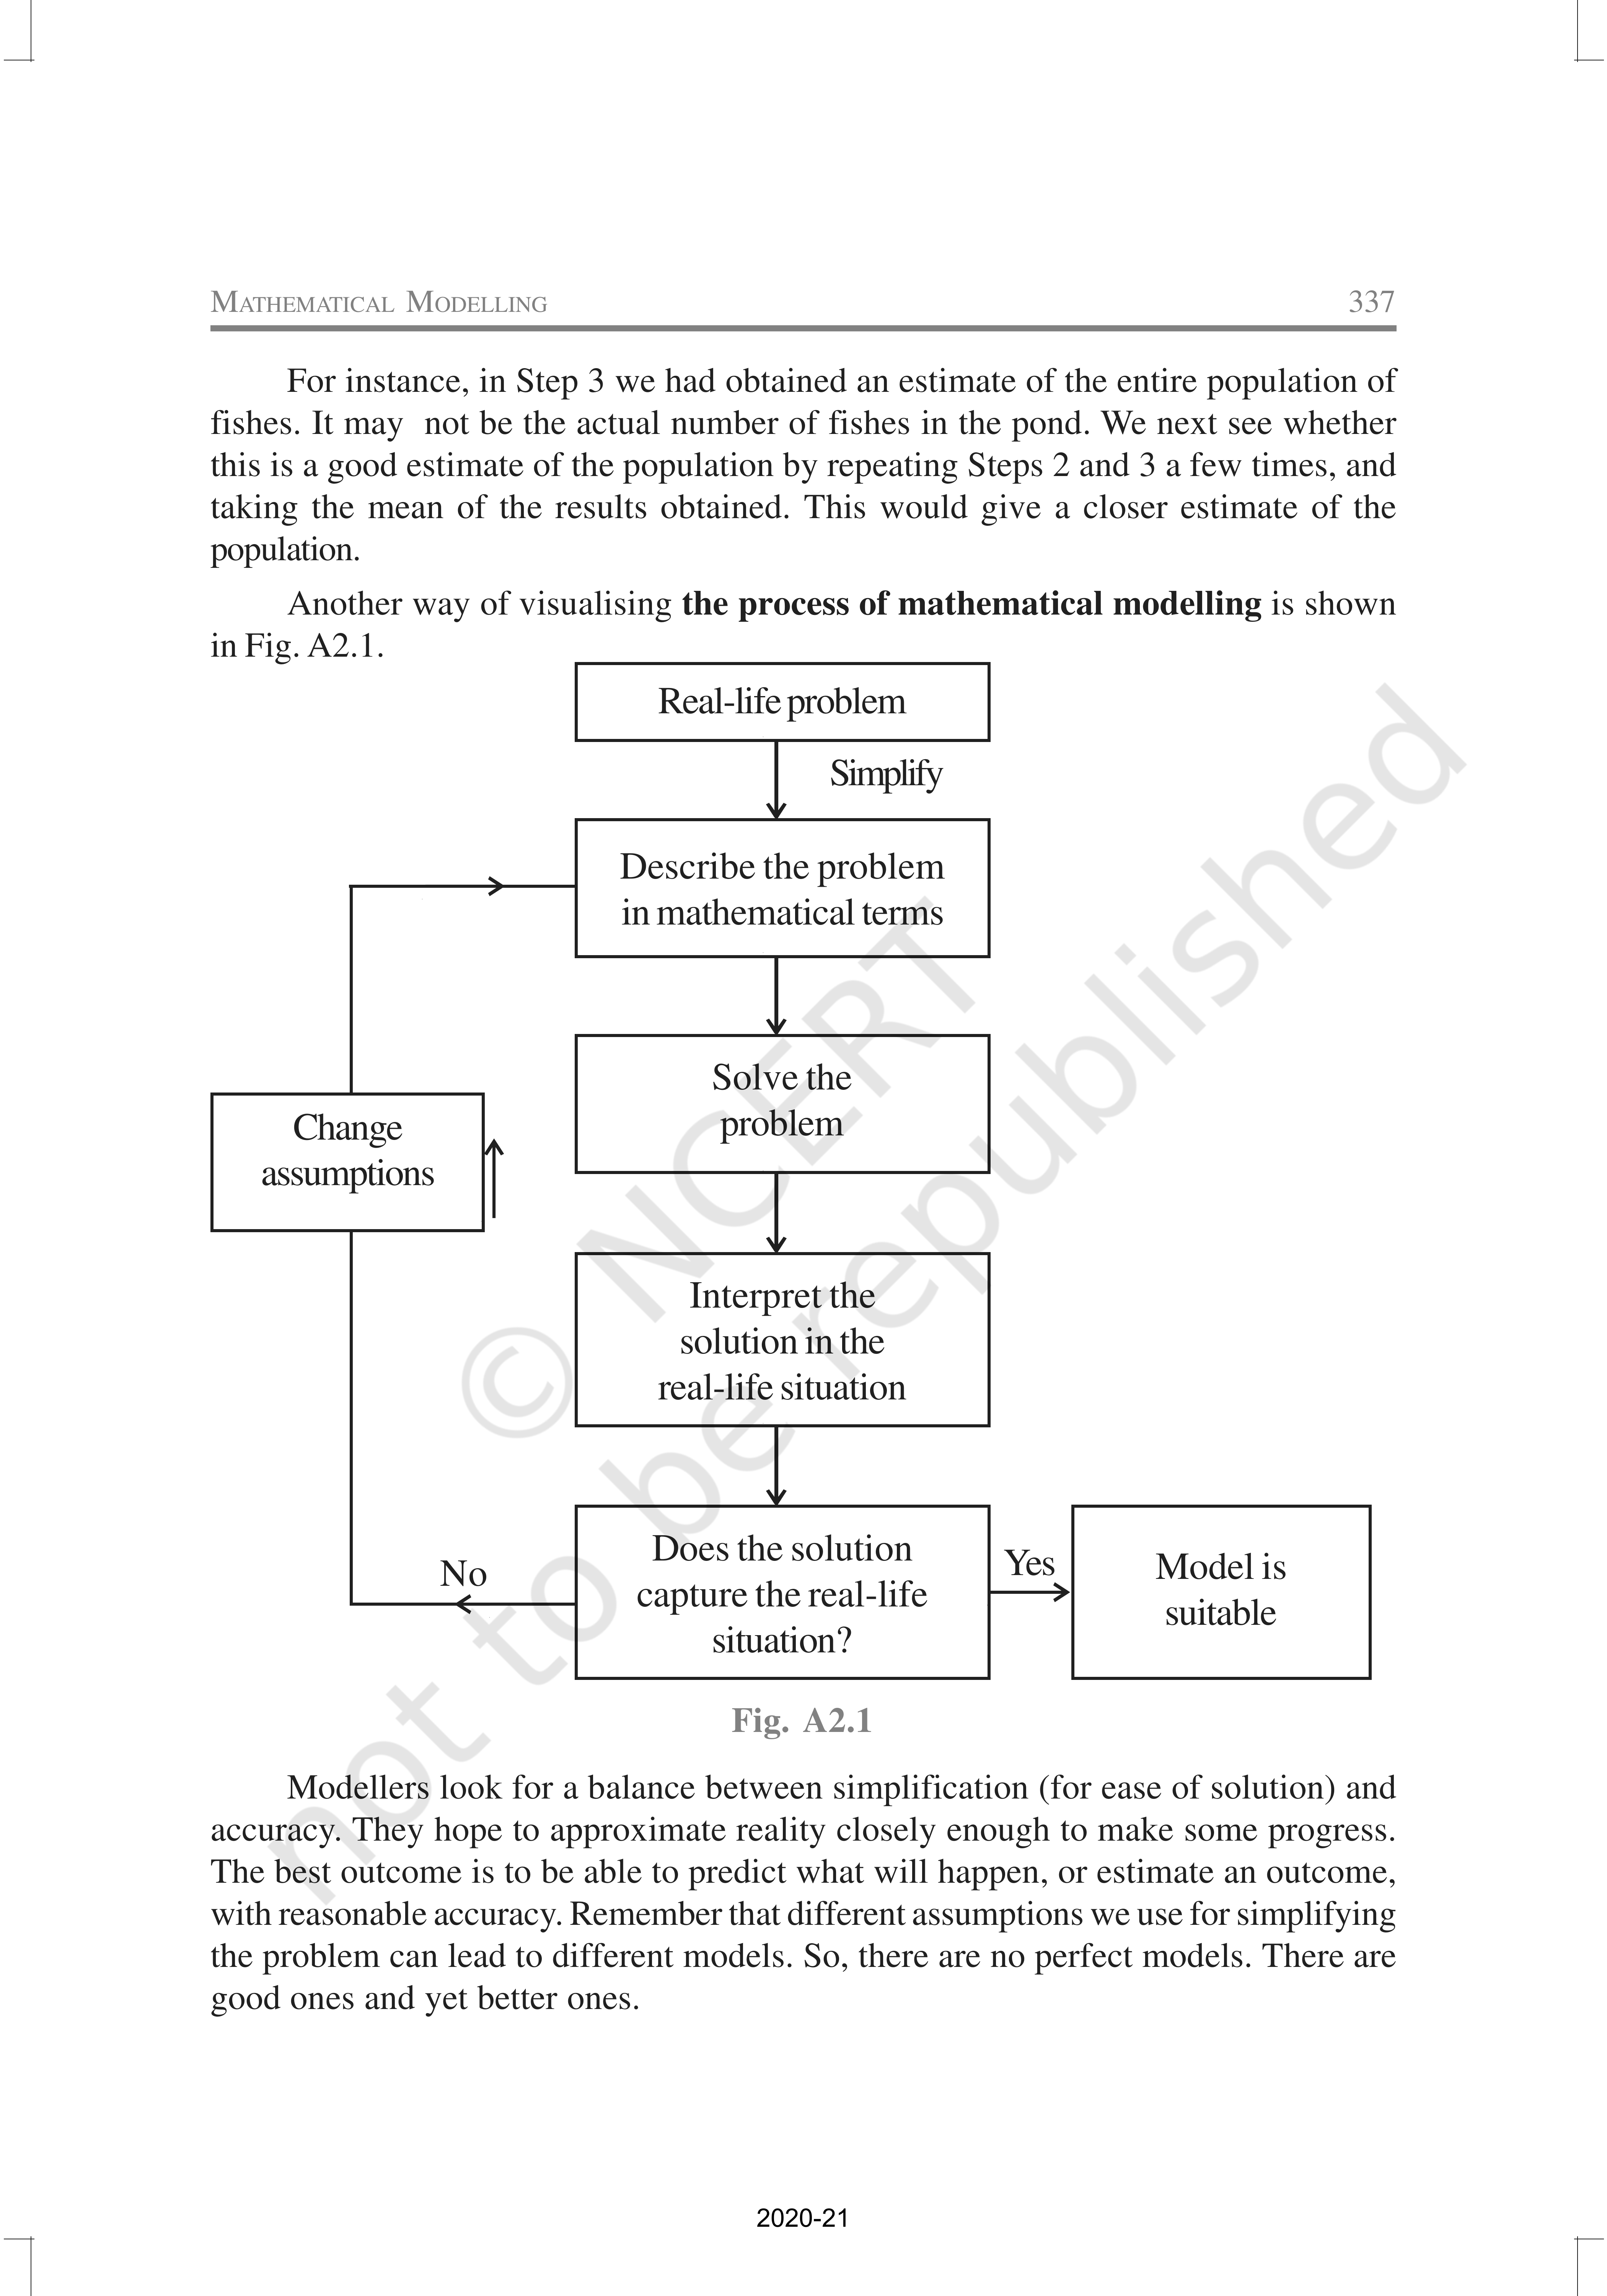 MATHEMATICAL MODELLING 337
For instance, in Step 3 we had obtained an estimate of the entire population of
fishes. It may not be the actual number of fishes in the pond. We next see whether
this is a good estimate of the population by repeating Steps 2 and 3 a few times, and
taking the mean of the results obtained. This would give a closer estimate of the
population.
Another way of visualising the process of mathematical modelling is shown
in Fig. A2.1.
Real-life problem
Simplify
Describe the problem
in mathematical terms
Solve the
problem
Change
assumptions
Interpret the
solution in the
real-life situation
Does the solution
capture the real-life
situation?
No
Yes
Model is
suitable
Fig. A2.1
Modellers look for a balance between simplification (for ease of solution) and
accuracy. They hope to approximate reality closely enough to make some progress.
The best outcome is to be able to predict what will happen, or estimate an outcome,
with reasonable accuracy. Remember that different assumptions we use for simplifying
the problem can lead to different models. So, there are no perfect models. There are
good ones and yet better ones.
© NCERT
not to be republished
2020-21